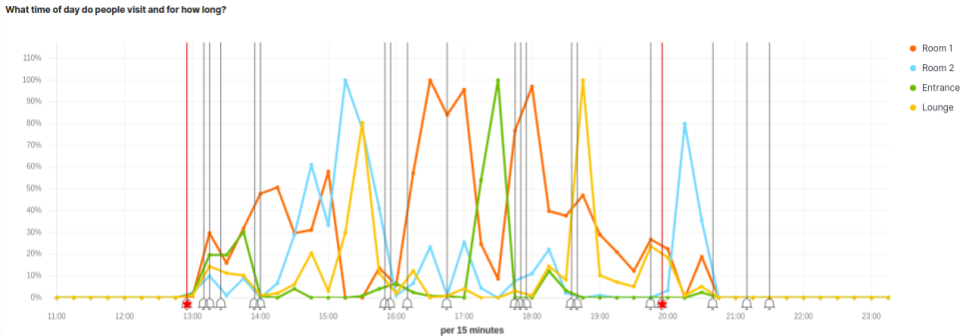 What time of day do people visit and for how long?
110%
100%
90%
80%
70%
60%
50%
40%
30%
20%
10%
0%
11:00 12:00 13:00 14:00 15:00 16:00 17:00 18:00 19:00 20:00 21:00 22:00 23:00
per 15 minutes
Room 1
Room 2
Entrance
Lounge